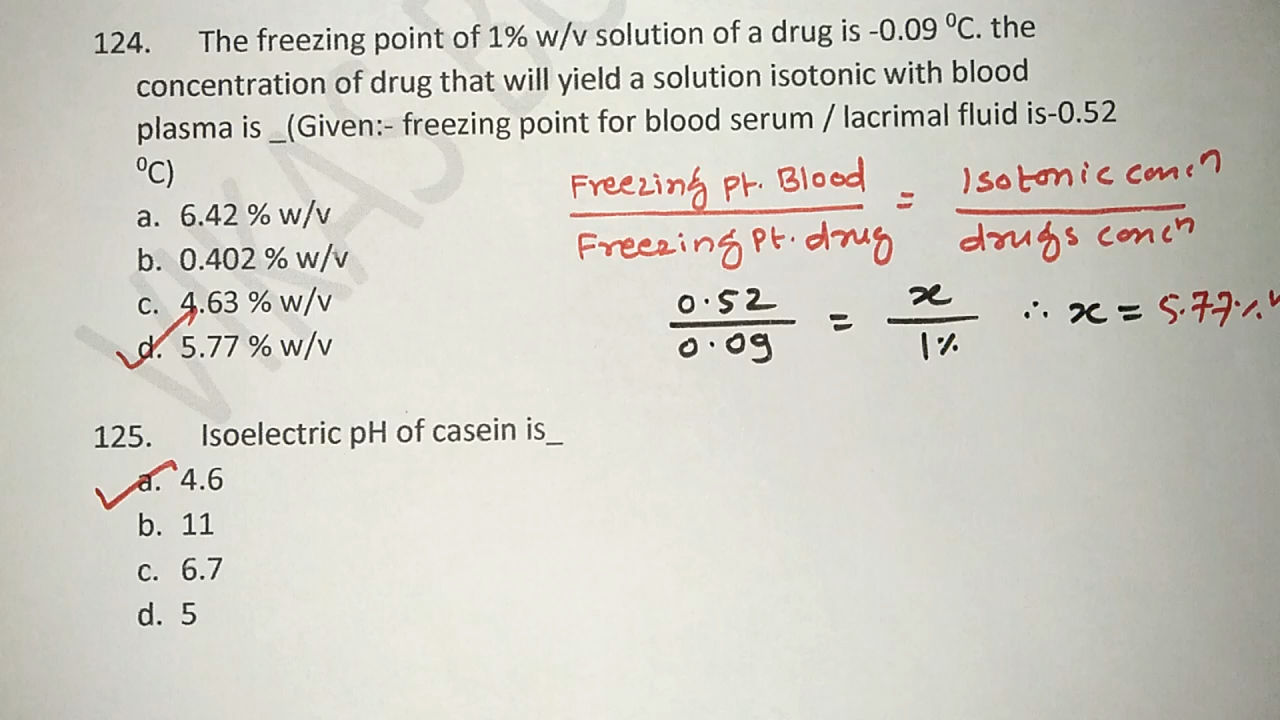 124. The freezing point of 1% w/v solution of a drug is -0.09 ⁰C. the
concentration of drug that will yield a solution isotonic with blood
plasma is _(Given:- freezing point for blood serum / lacrimal fluid is-0.52
⁰C)
a. 6.42 % w/v
b. 0.402 % w/v
c. 4.63 % w/v
d. 5.77 % w/v
Freezing pt. Blood = Isotonic concn
Freezing Pt. drug drugs concn
0.52 = x ∴ x = 5.77%
0.09 1%
125. Isoelectric pH of casein is_
a. 4.6
b. 11
c. 6.7
d. 5